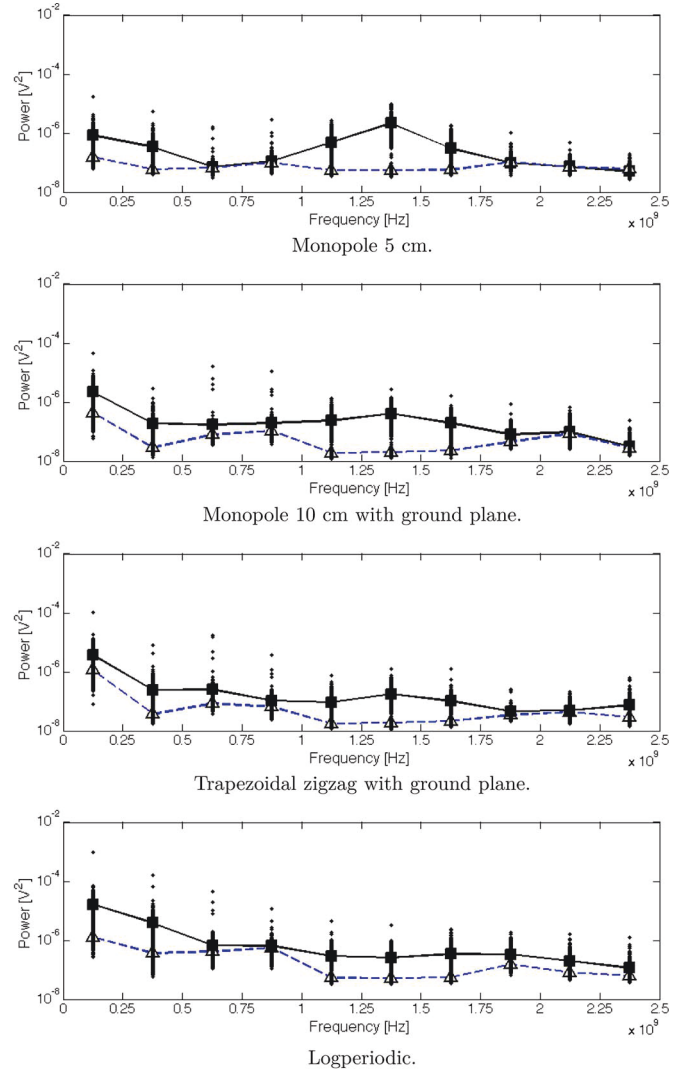 10^-2
10^-4
10^-6
10^-8
Power [V^2]
0 0.25 0.5 0.75 1 1.25 1.5 1.75 2 2.25 2.5
Frequency [Hz]
x 10^9
Monopole 5 cm.
10^-2
10^-4
10^-6
10^-8
Power [V^2]
0 0.25 0.5 0.75 1 1.25 1.5 1.75 2 2.25 2.5
Frequency [Hz]
x 10^9
Monopole 10 cm with ground plane.
10^-2
10^-4
10^-6
10^-8
Power [V^2]
0 0.25 0.5 0.75 1 1.25 1.5 1.75 2 2.25 2.5
Frequency [Hz]
x 10^9
Trapezoidal zigzag with ground plane.
10^-2
10^-4
10^-6
10^-8
Power [V^2]
0 0.25 0.5 0.75 1 1.25 1.5 1.75 2 2.25 2.5
Frequency [Hz]
x 10^9
Logperiodic.